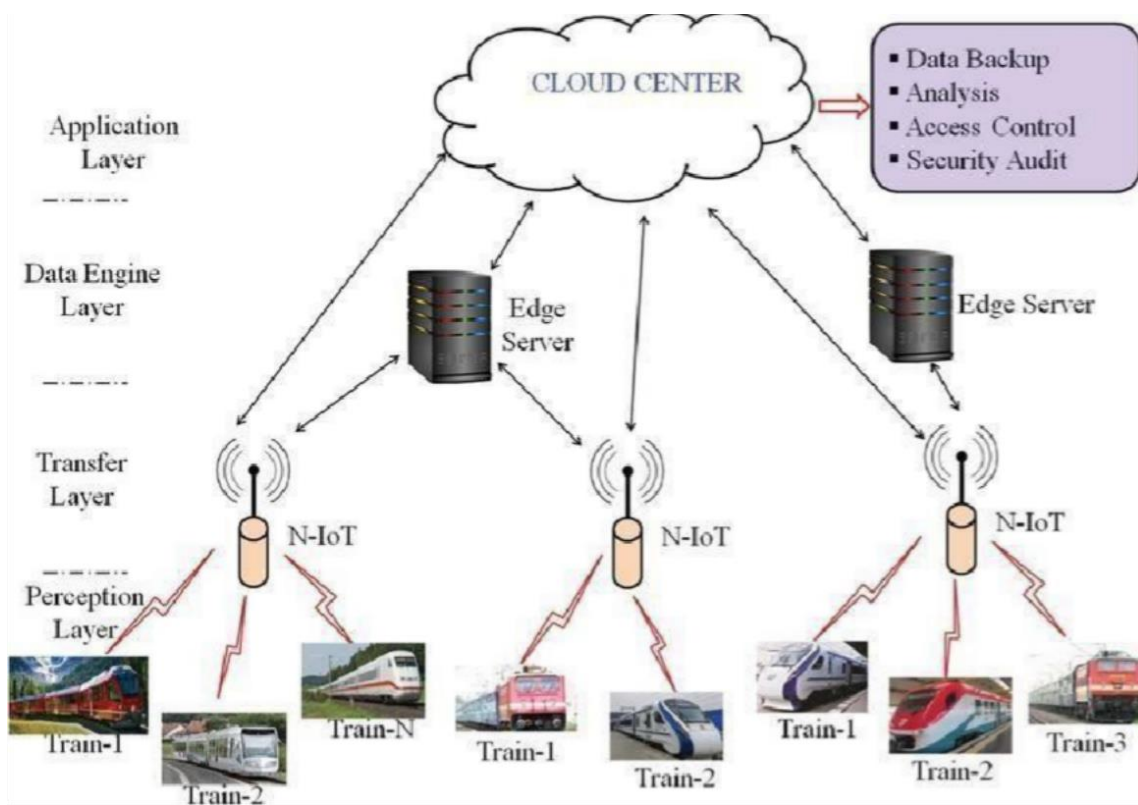 CLOUD CENTER
▪ Data Backup
▪ Analysis
▪ Access Control
▪ Security Audit
Application
Layer
Data Engine
Layer
Edge
Server
Edge Server
Transfer
Layer
N-IoT
N-IoT
N-IoT
Perception
Layer
Train-1
Train-2
Train-N
Train-1
Train-2
Train-1
Train-2
Train-3